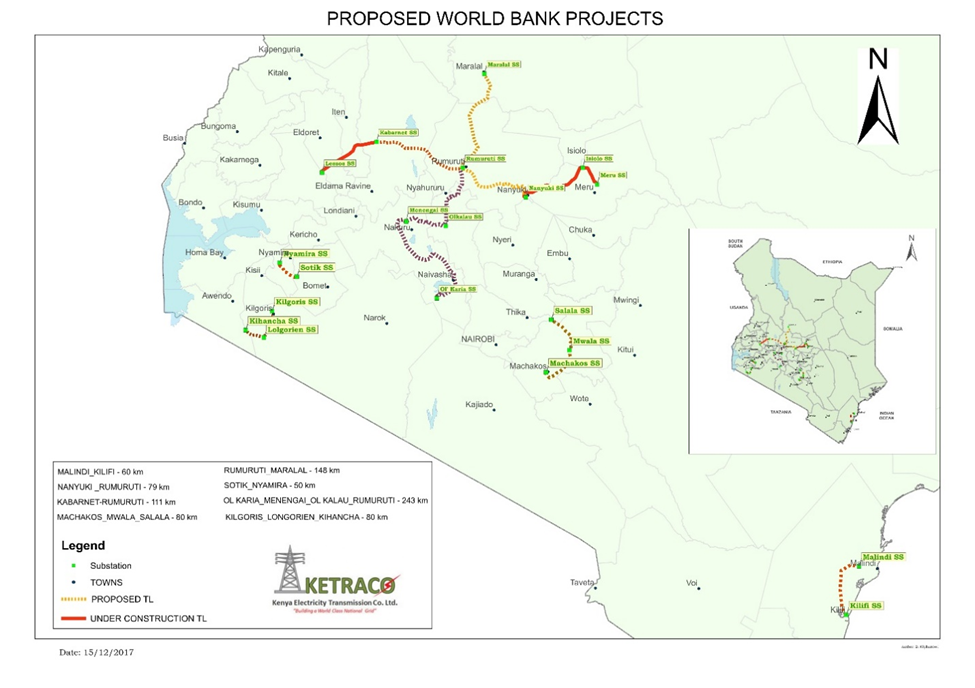 PROPOSED WORLD BANK PROJECTS
N
Kapenguria
Kitale
Maralal
Maralal SS
Iten
Bungoma
Eldoret
Kabarnet SS
Busia
Kakamega
Lessos SS
Rumuruti
Rumuruti SS
Isiolo
Isiolo SS
Meru SS
Meru
Eldama Ravine
Nyahururu
Nanyuki SS
Bondo
Kisumu
Londiani
Menengai SS
Olkalau SS
Nakuru
Kericho
Nyeri
Chuka
Homa Bay
Nyamira SS
Embu
Kisii
Sotik SS
Naivasha
Muranga
Bomet
Ol Karia SS
Awendo
Kilgoris SS
Kilgoris
Narok
Thika
Salala SS
Mwingi
Kihancha SS
Lolgorien SS
NAIROBI
Mwala SS
Kitui
Machakos
Machakos SS
Kajiado
Wote
N
SOUTH
SUDAN
ETHIOPIA
UGANDA
SOMALIA
TANZANIA
INDIAN
OCEAN
MALINDI_KILIFI - 60 km
RUMURUTI_MARALAL - 148 km
NANYUKI _RUMURUTI - 79 km
SOTIK_NYAMIRA - 50 km
KABARNET-RUMURUTI - 111 km
OL KARIA_MENENGAI_OL KALAU_RUMURUTI - 243 km
MACHAKOS_MWALA_SALALA - 80 km
KILGORIS_LONGORIEN_KIHANCHA - 80 km
Legend
Substation
TOWNS
PROPOSED TL
UNDER CONSTRUCTION TL
KETRACO
Kenya Electricity Transmission Co. Ltd.
"Building a World Class National Grid"
Taveta
Voi
Malindi SS
Malindi
Kilifi SS
Date: 15/12/2017